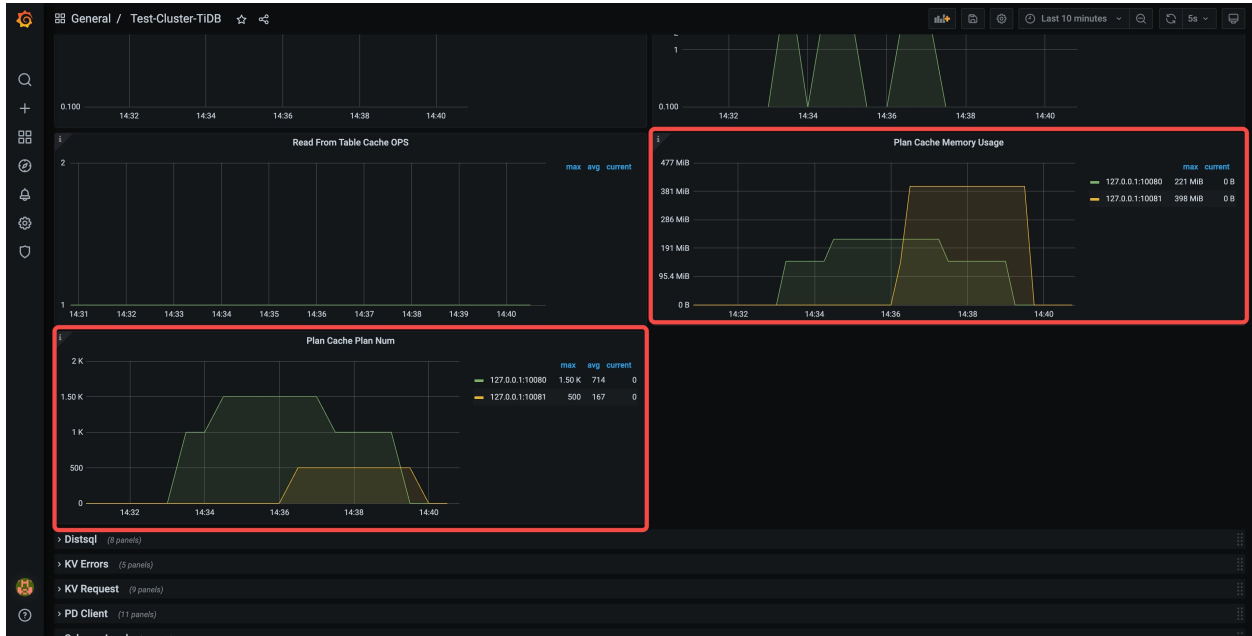 General / Test-Cluster-TiDB
Last 10 minutes
5s
0.100
14:32 14:34 14:36 14:38 14:40
1
0.100
14:32 14:34 14:36 14:38 14:40
Read From Table Cache OPS
max avg current
2
1
14:31 14:32 14:33 14:34 14:35 14:36 14:37 14:38 14:39 14:40
Plan Cache Memory Usage
max current
127.0.0.1:10080 221 MiB 0 B
127.0.0.1:10081 398 MiB 0 B
477 MiB
381 MiB
286 MiB
191 MiB
95.4 MiB
0 B
14:32 14:34 14:36 14:38 14:40
Plan Cache Plan Num
max avg current
127.0.0.1:10080 1.50 K 714 0
127.0.0.1:10081 500 167 0
2 K
1.50 K
1 K
500
0
14:32 14:34 14:36 14:38 14:40
Distsql (8 panels)
KV Errors (5 panels)
KV Request (9 panels)
PD Client (11 panels)